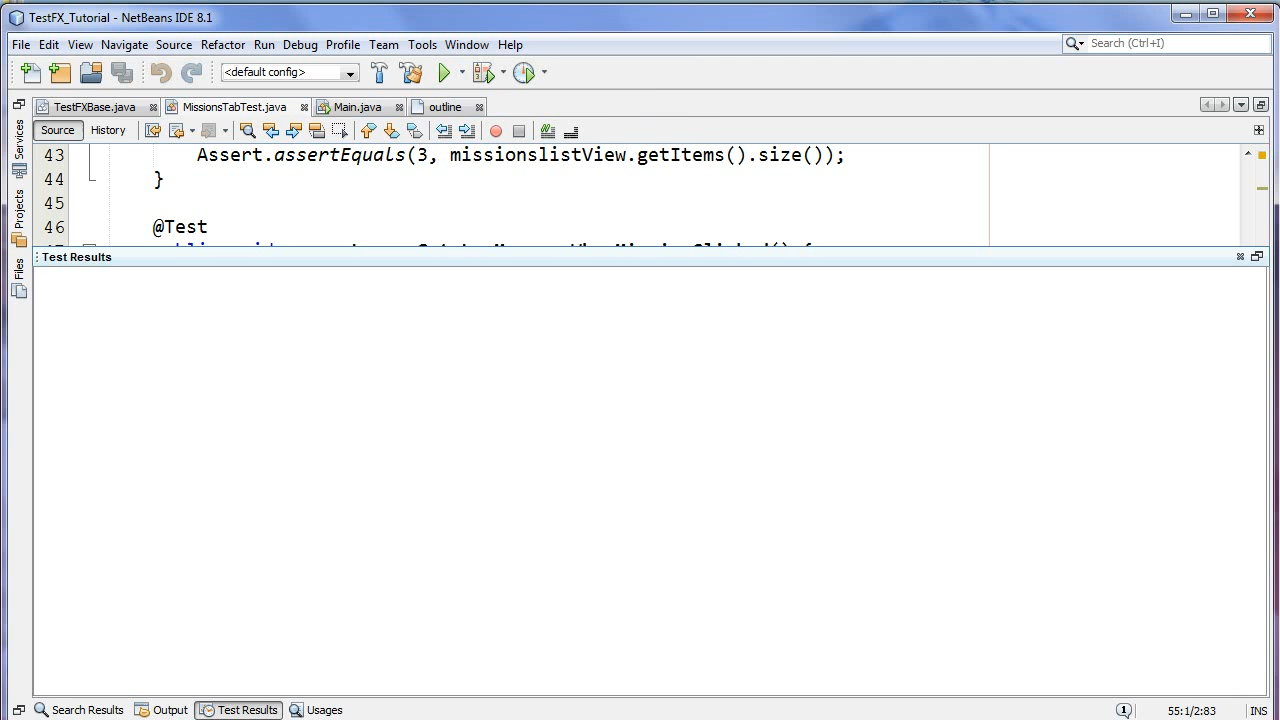 TestFX_Tutorial - NetBeans IDE 8.1
File Edit View Navigate Source Refactor Run Debug Profile Team Tools Window Help
Search (Ctrl+I)
<default config>
TestFXBase.java MissionsTabTest.java Main.java outline
Source History
Services
Projects
Files
43 Assert.assertEquals(3, missionslistView.getItems().size());
44 }
45
46 @Test
Test Results
Search Results Output Test Results Usages
1 55:1/2:83 INS